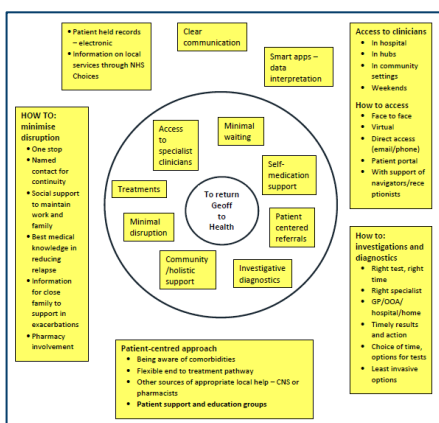 • Patient held records
– electronic
• Information on local
services through NHS
Choices
Clear
communication
Smart apps –
data
interpretation
Access to clinicians
• In hospital
• In hubs
• In community
settings
• Weekends
How to access
• Face to face
• Virtual
• Direct access
(email/phone)
• Patient portal
• With support of
navigators/rece
ptionists
HOW TO:
minimise
disruption
• One stop
• Named
contact for
continuity
• Social support
to maintain
work and
family
• Best medical
knowledge in
reducing
relapse
• Information
for close
family to
support in
exacerbations
• Pharmacy
involvement
Access
to
specialist
clinicians
Minimal
waiting
Self-
medication
support
Treatments
To return
Geoff
to
Health
Minimal
disruption
Patient
centered
referrals
Community
/holistic
support
Investigative
diagnostics
How to:
investigations and
diagnostics
• Right test, right
time
• Right specialist
• GP/OOA/
hospital/home
• Timely results
and action
• Choice of time,
options for tests
• Least invasive
options
Patient-centred approach
• Being aware of comorbidities
• Flexible end to treatment pathway
• Other sources of appropriate local help – CNS or
pharmacists
• Patient support and education groups